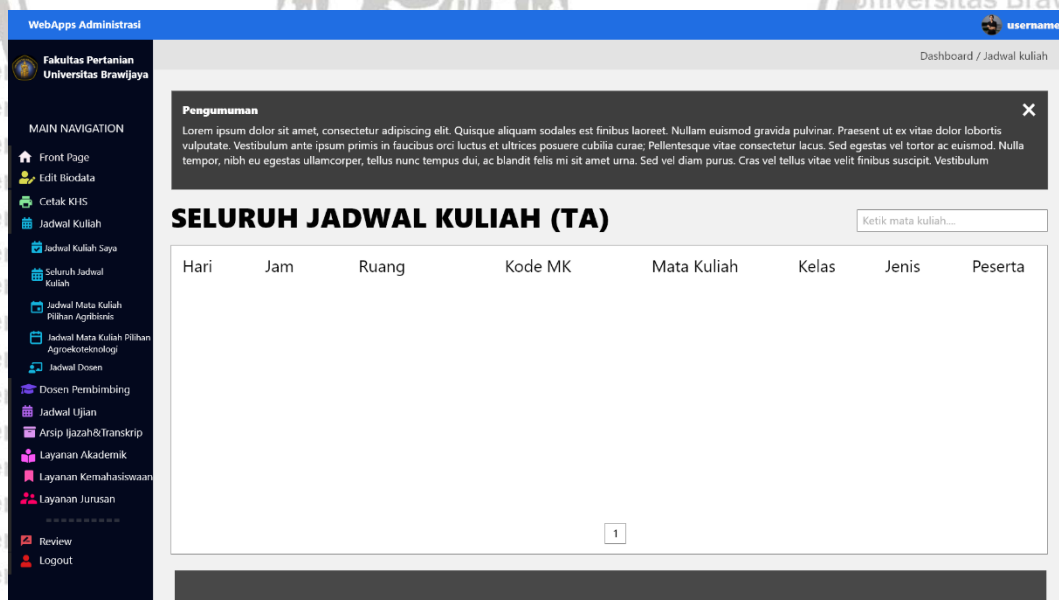 Universitas Braw
WebApps Administrasi
username
Fakultas Pertanian
Universitas Brawijaya
Dashboard / Jadwal kuliah
MAIN NAVIGATION
Front Page
Edit Biodata
Cetak KHS
Jadwal Kuliah
Jadwal Kuliah Saya
Seluruh Jadwal
Kuliah
Jadwal Mata Kuliah
Pilihan Agribisnis
Jadwal Mata Kuliah Pilihan
Agroekoteknologi
Jadwal Dosen
Dosen Pembimbing
Jadwal Ujian
Arsip Ijazah&Transkrip
Layanan Akademik
Layanan Kemahasiswaan
Layanan Jurusan
==========
Review
Logout
Pengumuman
Lorem ipsum dolor sit amet, consectetur adipiscing elit. Quisque aliquam sodales est finibus laoreet. Nullam euismod gravida pulvinar. Praesent ut ex vitae dolor lobortis
vulputate. Vestibulum ante ipsum primis in faucibus orci luctus et ultrices posuere cubilia curae; Pellentesque vitae consectetur lacus. Sed egestas vel tortor ac euismod. Nulla
tempor, nibh eu egestas ullamcorper, tellus nunc tempus dui, ac blandit felis mi sit amet urna. Sed vel diam purus. Cras vel tellus vitae velit finibus suscipit. Vestibulum
SELURUH JADWAL KULIAH (TA)
Ketik mata kuliah....
Hari Jam Ruang Kode MK Mata Kuliah Kelas Jenis Peserta
1